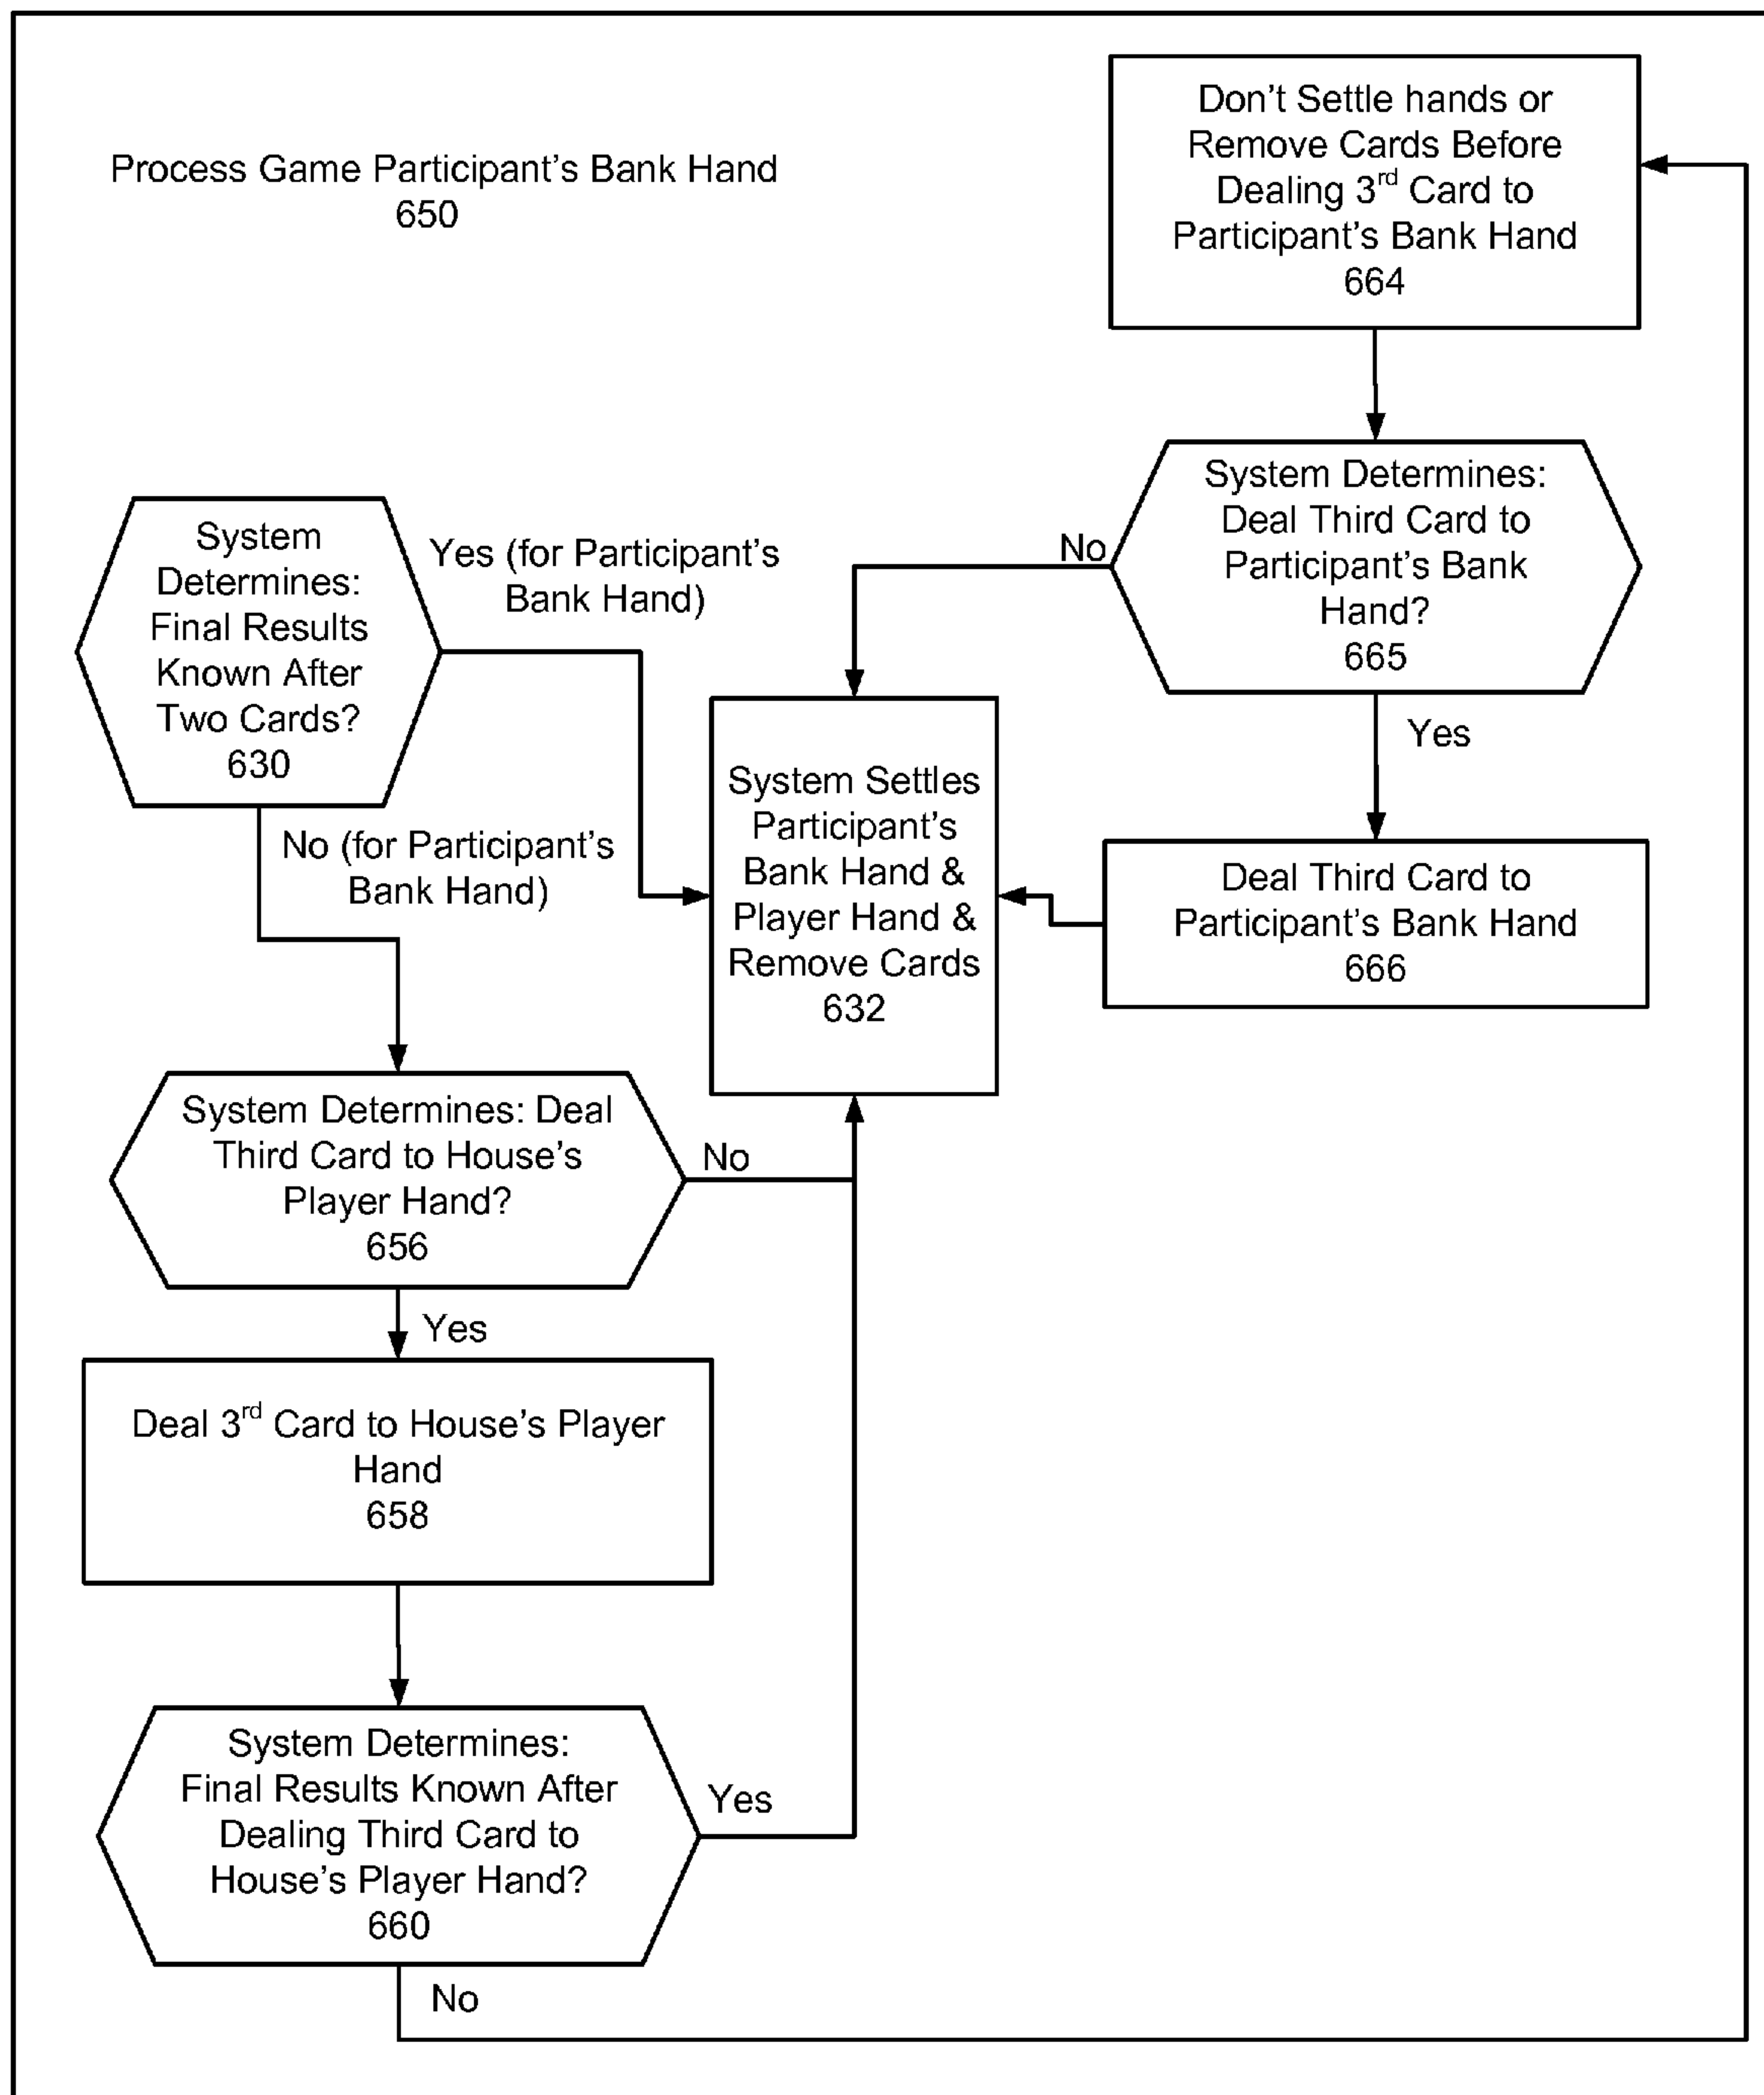 Process Game Participant's Bank Hand
650
Don't Settle hands or
Remove Cards Before
Dealing 3rd Card to
Participant's Bank Hand
664
System Determines:
Deal Third Card to
Participant's Bank
Hand?
665
No
Yes
Deal Third Card to
Participant's Bank Hand
666
System
Determines:
Final Results
Known After
Two Cards?
630
Yes (for Participant's
Bank Hand)
No (for Participant's
Bank Hand)
System Settles
Participant's
Bank Hand &
Player Hand &
Remove Cards
632
System Determines: Deal
Third Card to House's
Player Hand?
656
No
Yes
Deal 3rd Card to House's Player
Hand
658
System Determines:
Final Results Known After
Dealing Third Card to
House's Player Hand?
660
Yes
No